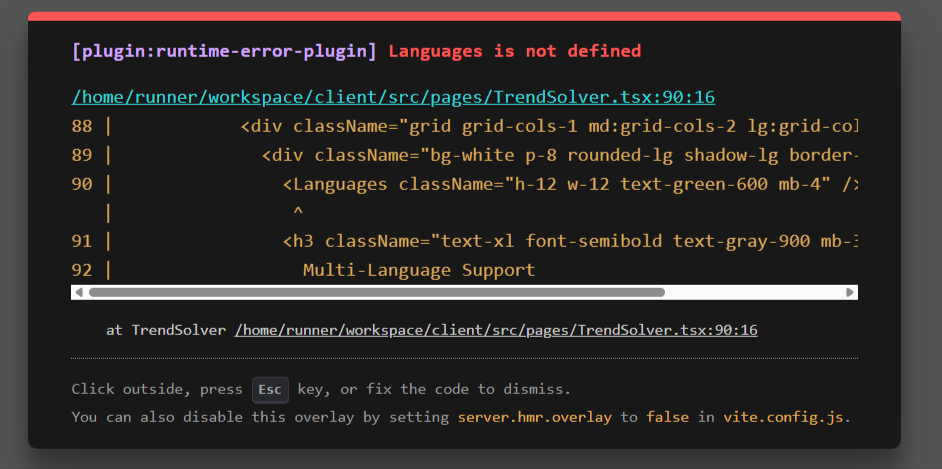 [plugin:runtime-error-plugin] Languages is not defined
/home/runner/workspace/client/src/pages/TrendSolver.tsx:90:16
88 |            <div className="grid grid-cols-1 md:grid-cols-2 lg:grid-col
89 |              <div className="bg-white p-8 rounded-lg shadow-lg border-
90 |                <Languages className="h-12 w-12 text-green-600 mb-4" />
   |                 ^
91 |                <h3 className="text-xl font-semibold text-gray-900 mb-3
92 |                  Multi-Language Support
at TrendSolver /home/runner/workspace/client/src/pages/TrendSolver.tsx:90:16
Click outside, press Esc key, or fix the code to dismiss.
You can also disable this overlay by setting server.hmr.overlay to false in vite.config.js.